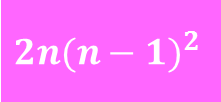 2n(n − 1)²